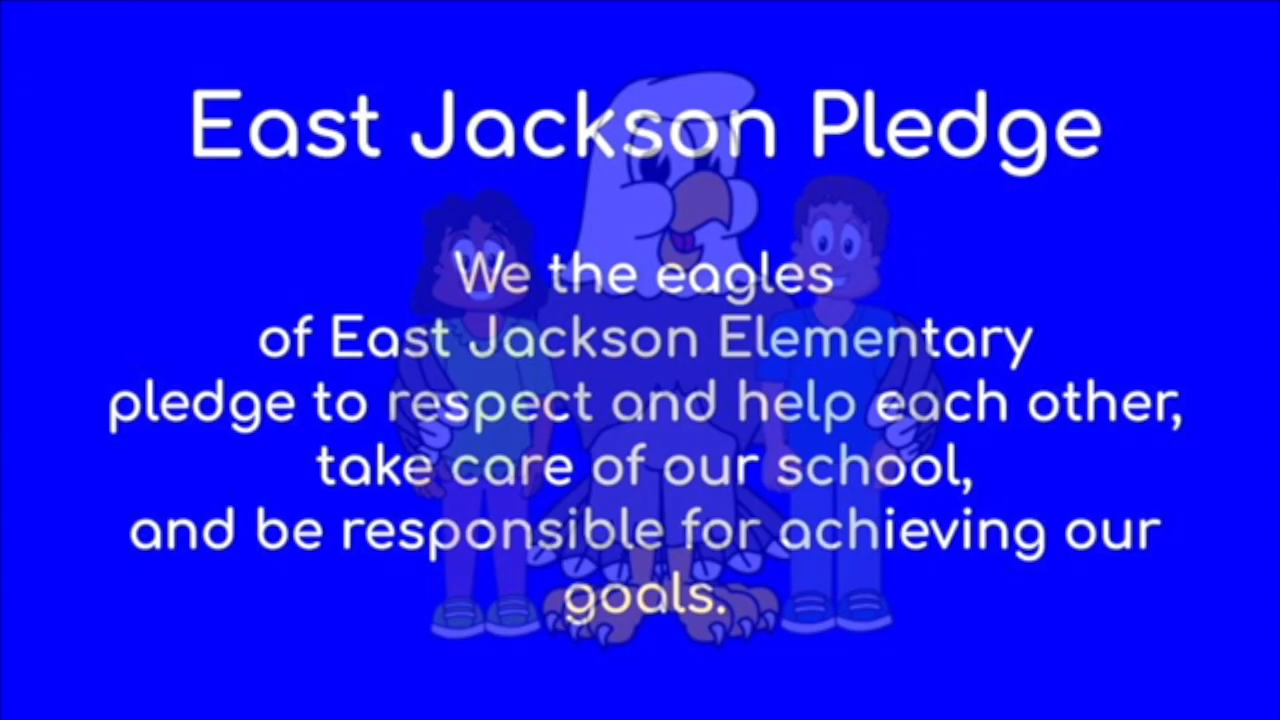 East Jackson Pledge
We the eagles
of East Jackson Elementary
pledge to respect and help each other,
take care of our school,
and be responsible for achieving our
goals.